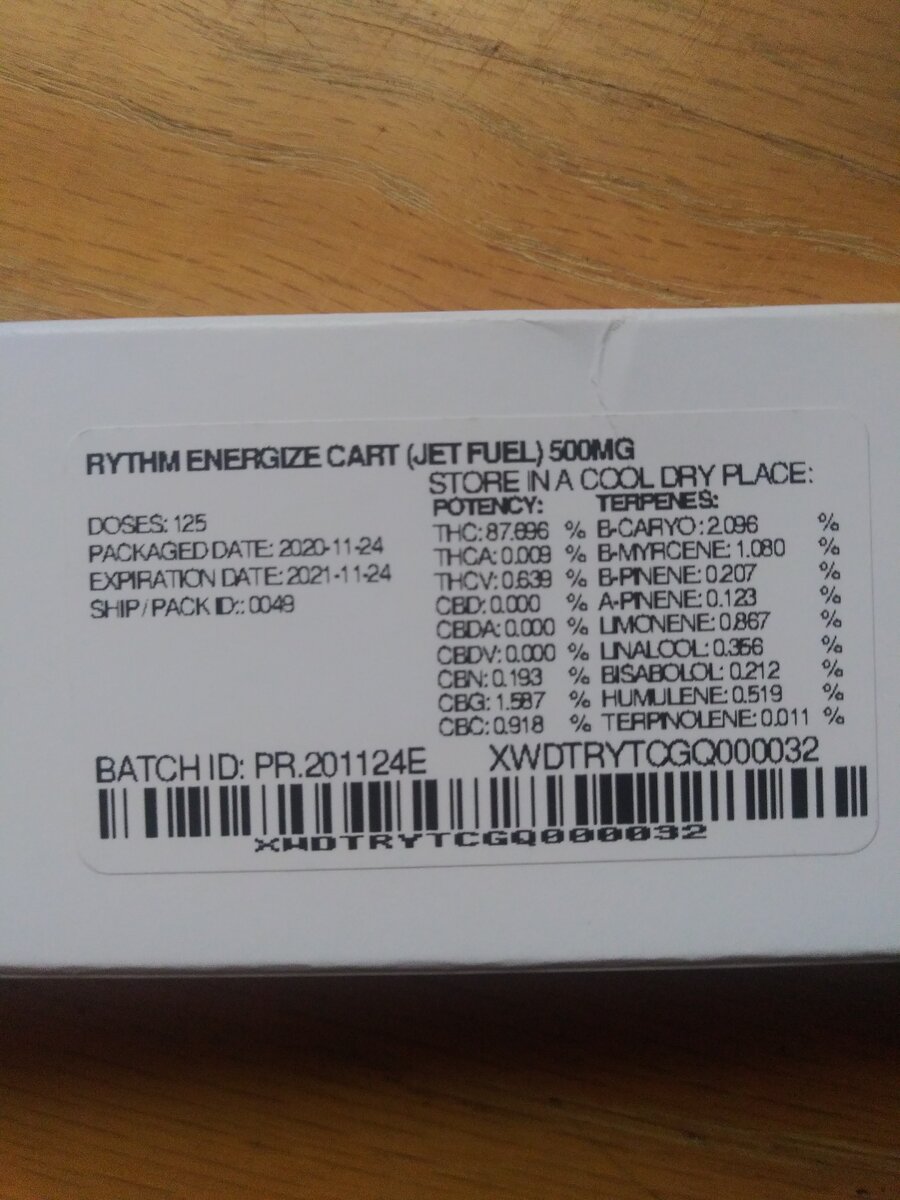 RYTHM ENERGIZE CART (JET FUEL) 500MG
STORE IN A COOL DRY PLACE:
DOSES: 125
PACKAGED DATE: 2020-11-24
EXPIRATION DATE: 2021-11-24
SHIP / PACK ID:: 0049
POTENCY:
THC: 87.696 %
THCA: 0.009 %
THCV: 0.639 %
CBD: 0.000 %
CBDA: 0.000 %
CBDV: 0.000 %
CBN: 0.193 %
CBG: 1.587 %
CBC: 0.918 %
TERPENES:
B-CARYO: 2.096 %
B-MYRCENE: 1.080 %
B-PINENE: 0.207 %
A-PINENE: 0.123 %
LIMONENE: 0.867 %
LINALOOL: 0.356 %
BISABOLOL: 0.212 %
HUMULENE: 0.519 %
TERPINOLENE: 0.011 %
BATCH ID: PR.201124E XWDTRYTCGQ000032
XWDTRYTCGQ000032